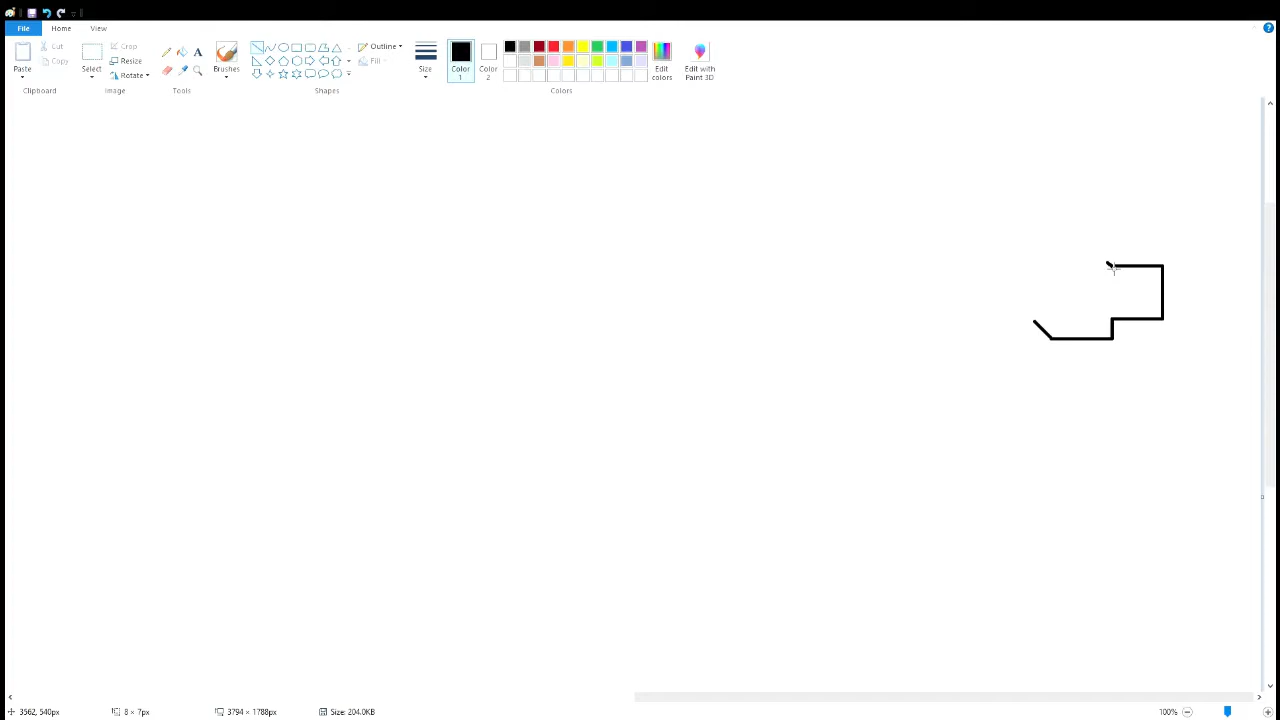 File Home View
Cut
Copy
Paste
Clipboard
Crop
Resize
Rotate
Select
Image
A
Tools
Brushes
Outline
Fill
Shapes
Size
Color 1
Color 2
Edit colors
Edit with Paint 3D
Colors
3562, 540px 8 × 7px 3794 × 1788px Size: 204.0KB 100%